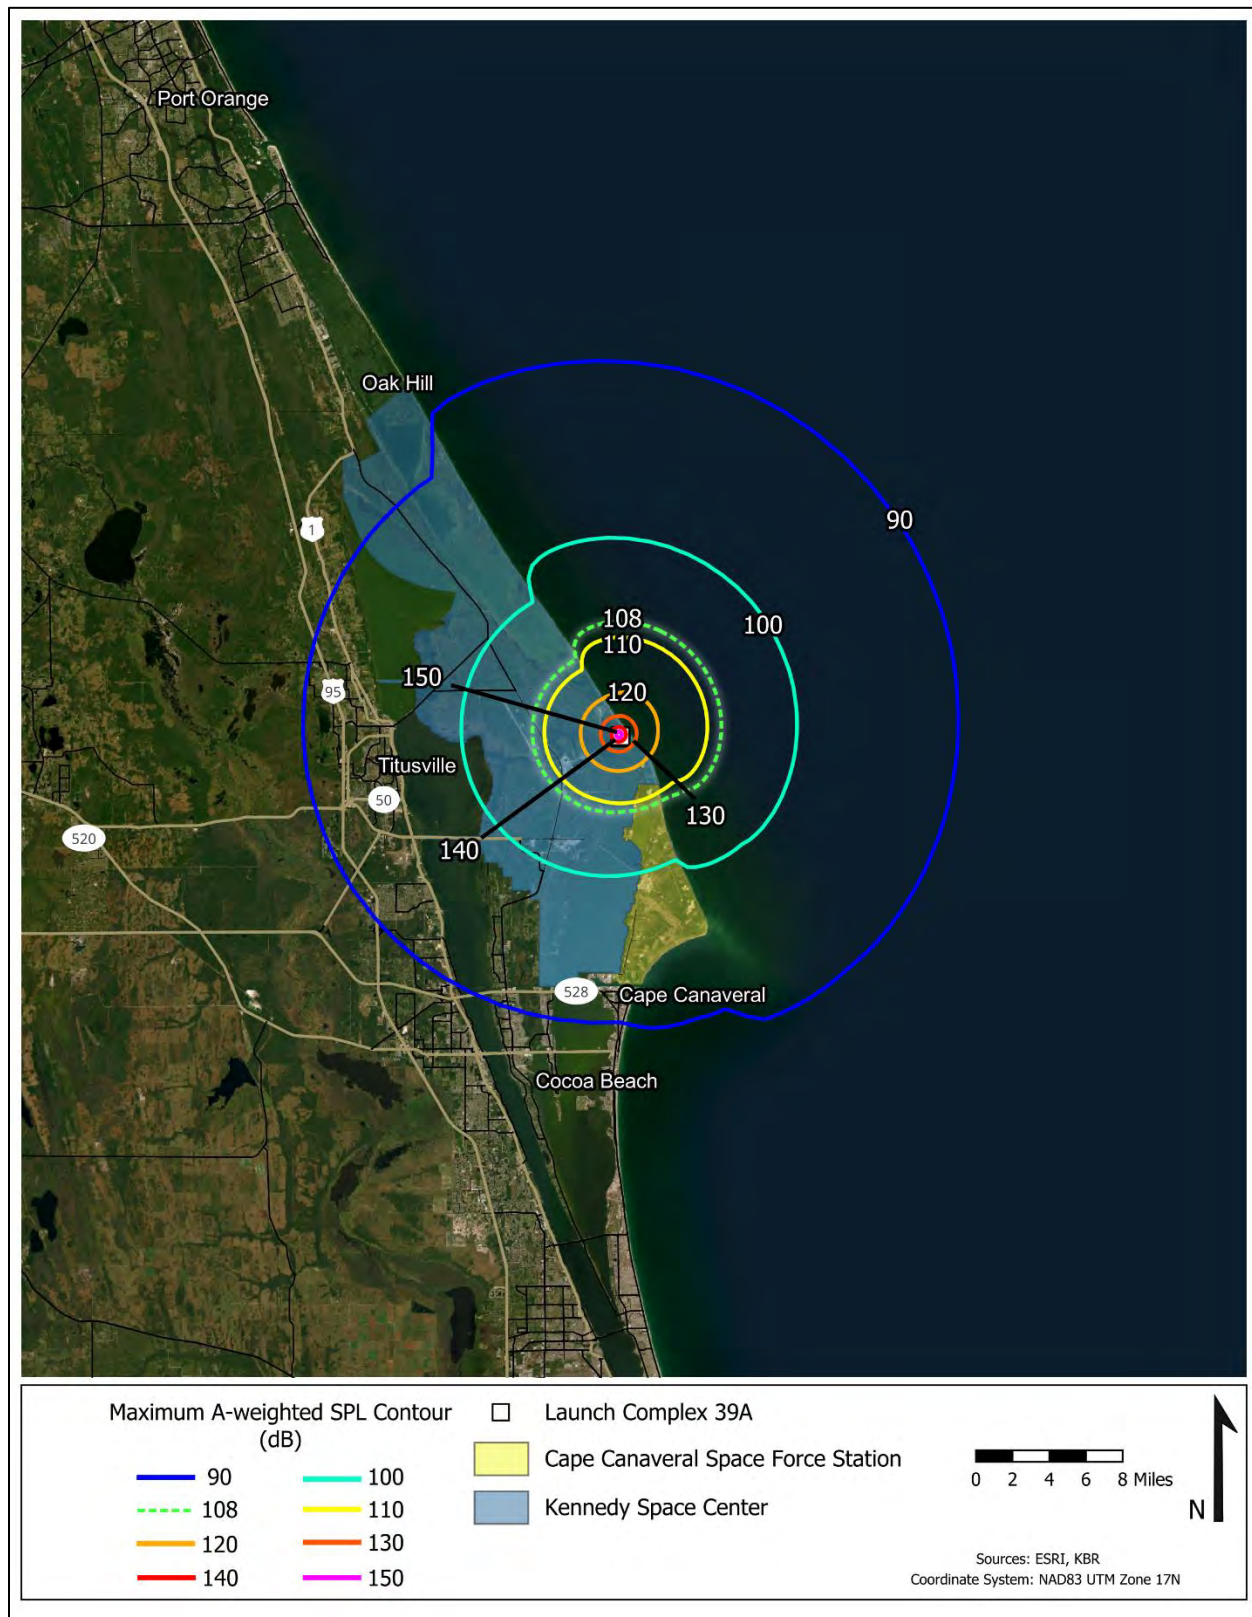 Port Orange
Oak Hill
1
90
108
100
110
150
120
95
Titusville
50
130
520
140
528
Cape Canaveral
Cocoa Beach
Maximum A-weighted SPL Contour
(dB)
90
100
108
110
120
130
140
150
Launch Complex 39A
Cape Canaveral Space Force Station
Kennedy Space Center
0 2 4 6 8 Miles
N
Sources: ESRI, KBR
Coordinate System: NAD83 UTM Zone 17N